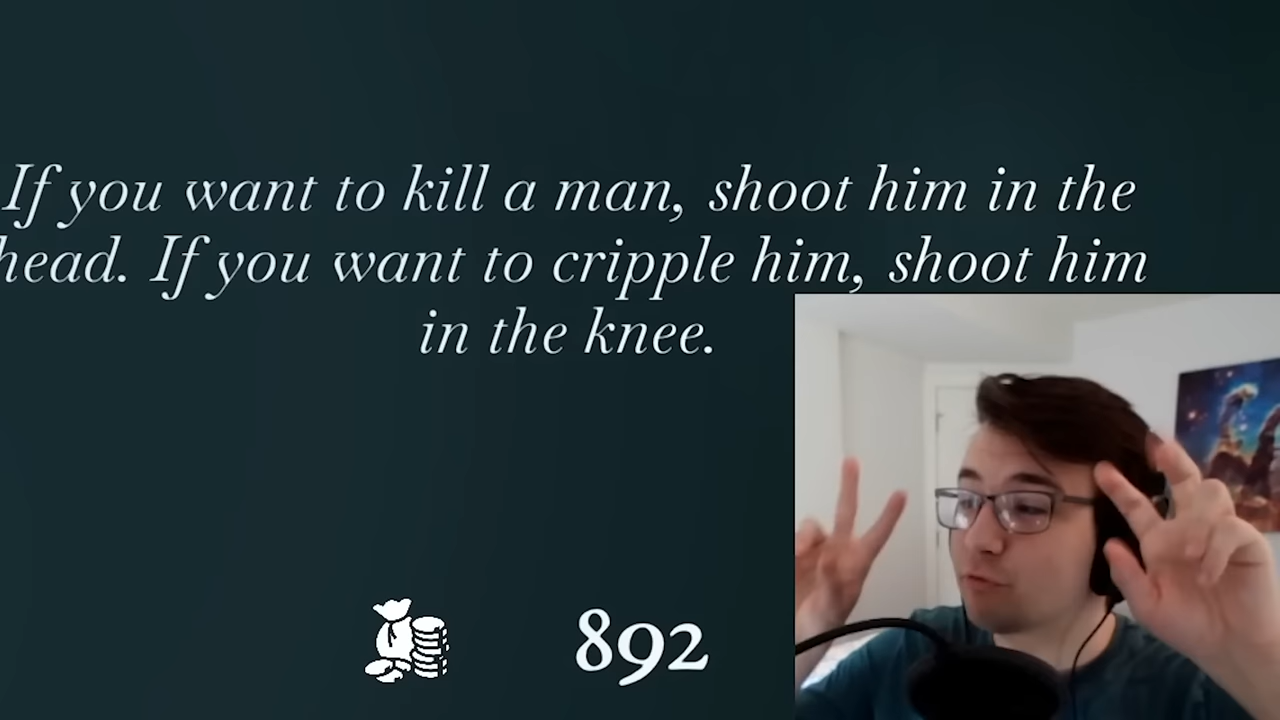 If you want to kill a man, shoot him in the
head. If you want to cripple him, shoot him
in the knee.
892